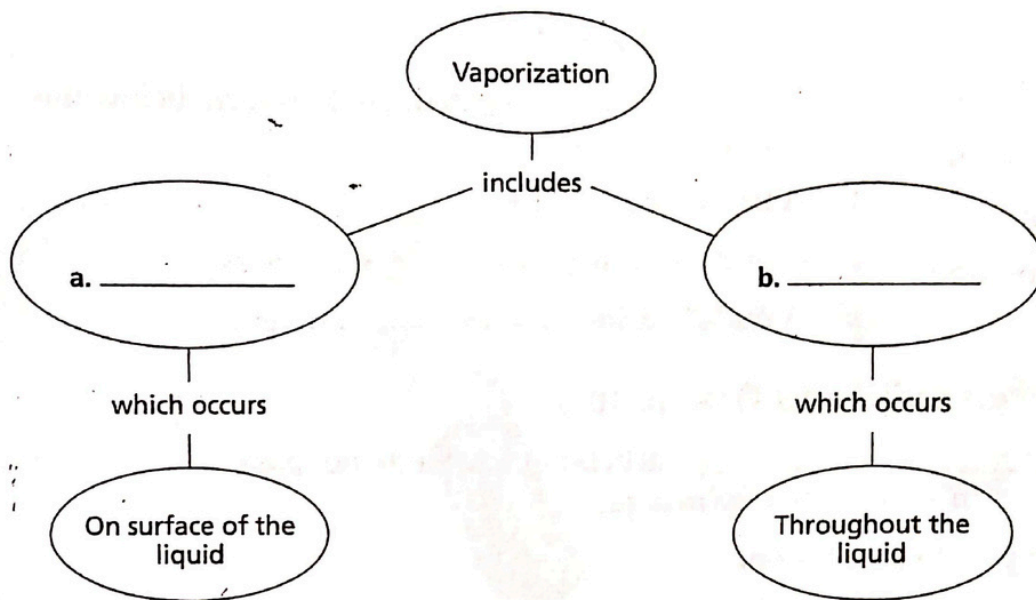 Vaporization
includes
a. ____________
b. ____________
which occurs
which occurs
On surface of the
liquid
Throughout the
liquid